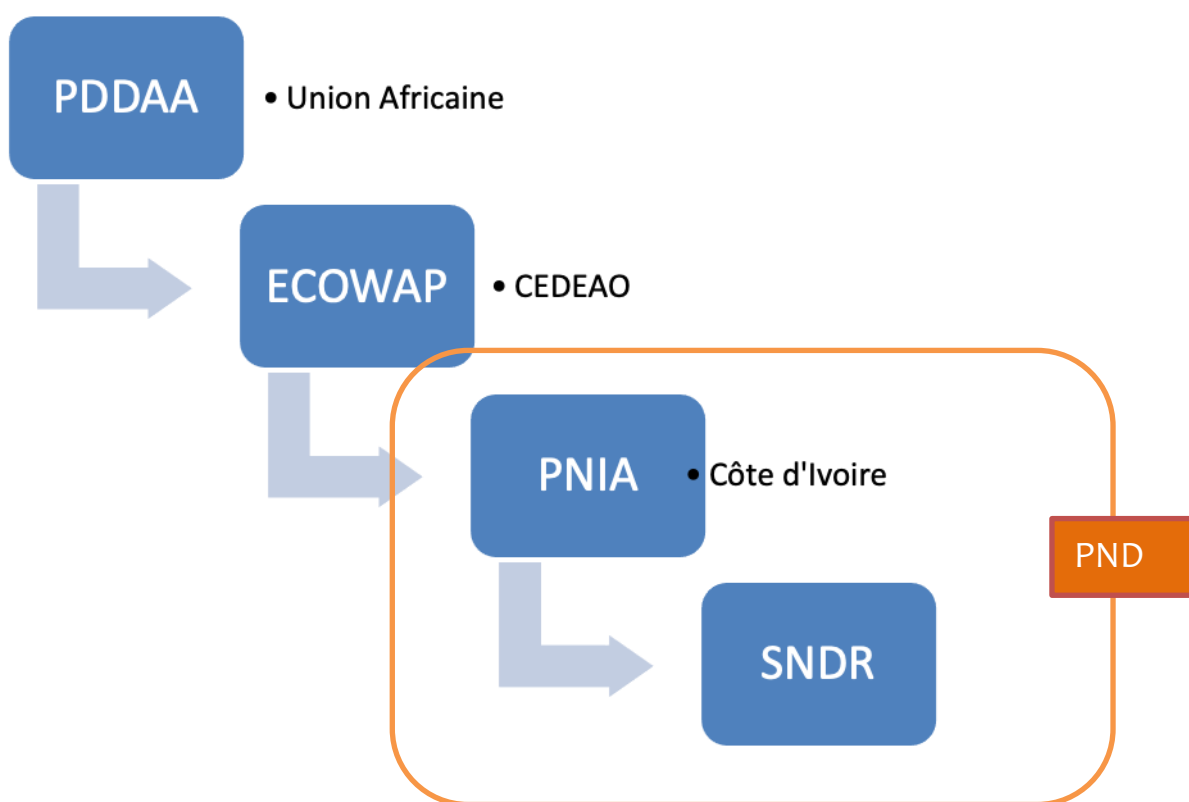 PDDAA
• Union Africaine
ECOWAP
• CEDEAO
PNIA
• Côte d'Ivoire
PND
SNDR